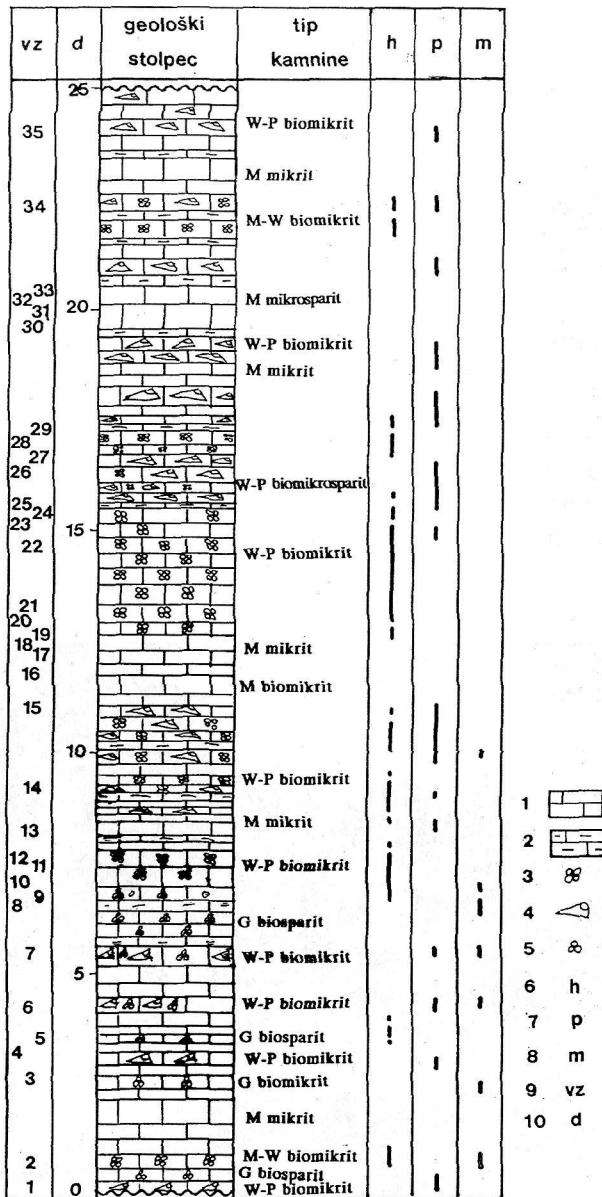 vz d geološki stolpec tip kamnine h p m
25
35 W-P biomikrit
M mikrit
34 M-W biomikrit
33
32 M mikrosparit
20
31
30
W-P biomikrit
M mikrit
29
28
27
26
W-P biomikrosparit
25 24
23
15
22 W-P biomikrit
21
20
19
18
17 M mikrit
16
M biomikrit
15
10
W-P biomikrit
14
1
M mikrit
13
2
12
11 W-P biomikrit
3
10
9
8
4
G biosparit
5
7 W-P biomikrit
5
6 h
6 W-P biomikrit
7 p
5 G biosparit
4
8 m
W-P biomikrit
3 G biomikrit
9 vz
M mikrit
10 d
2 M-W biomikrit
G biosparit
1 0 W-P biomikrit